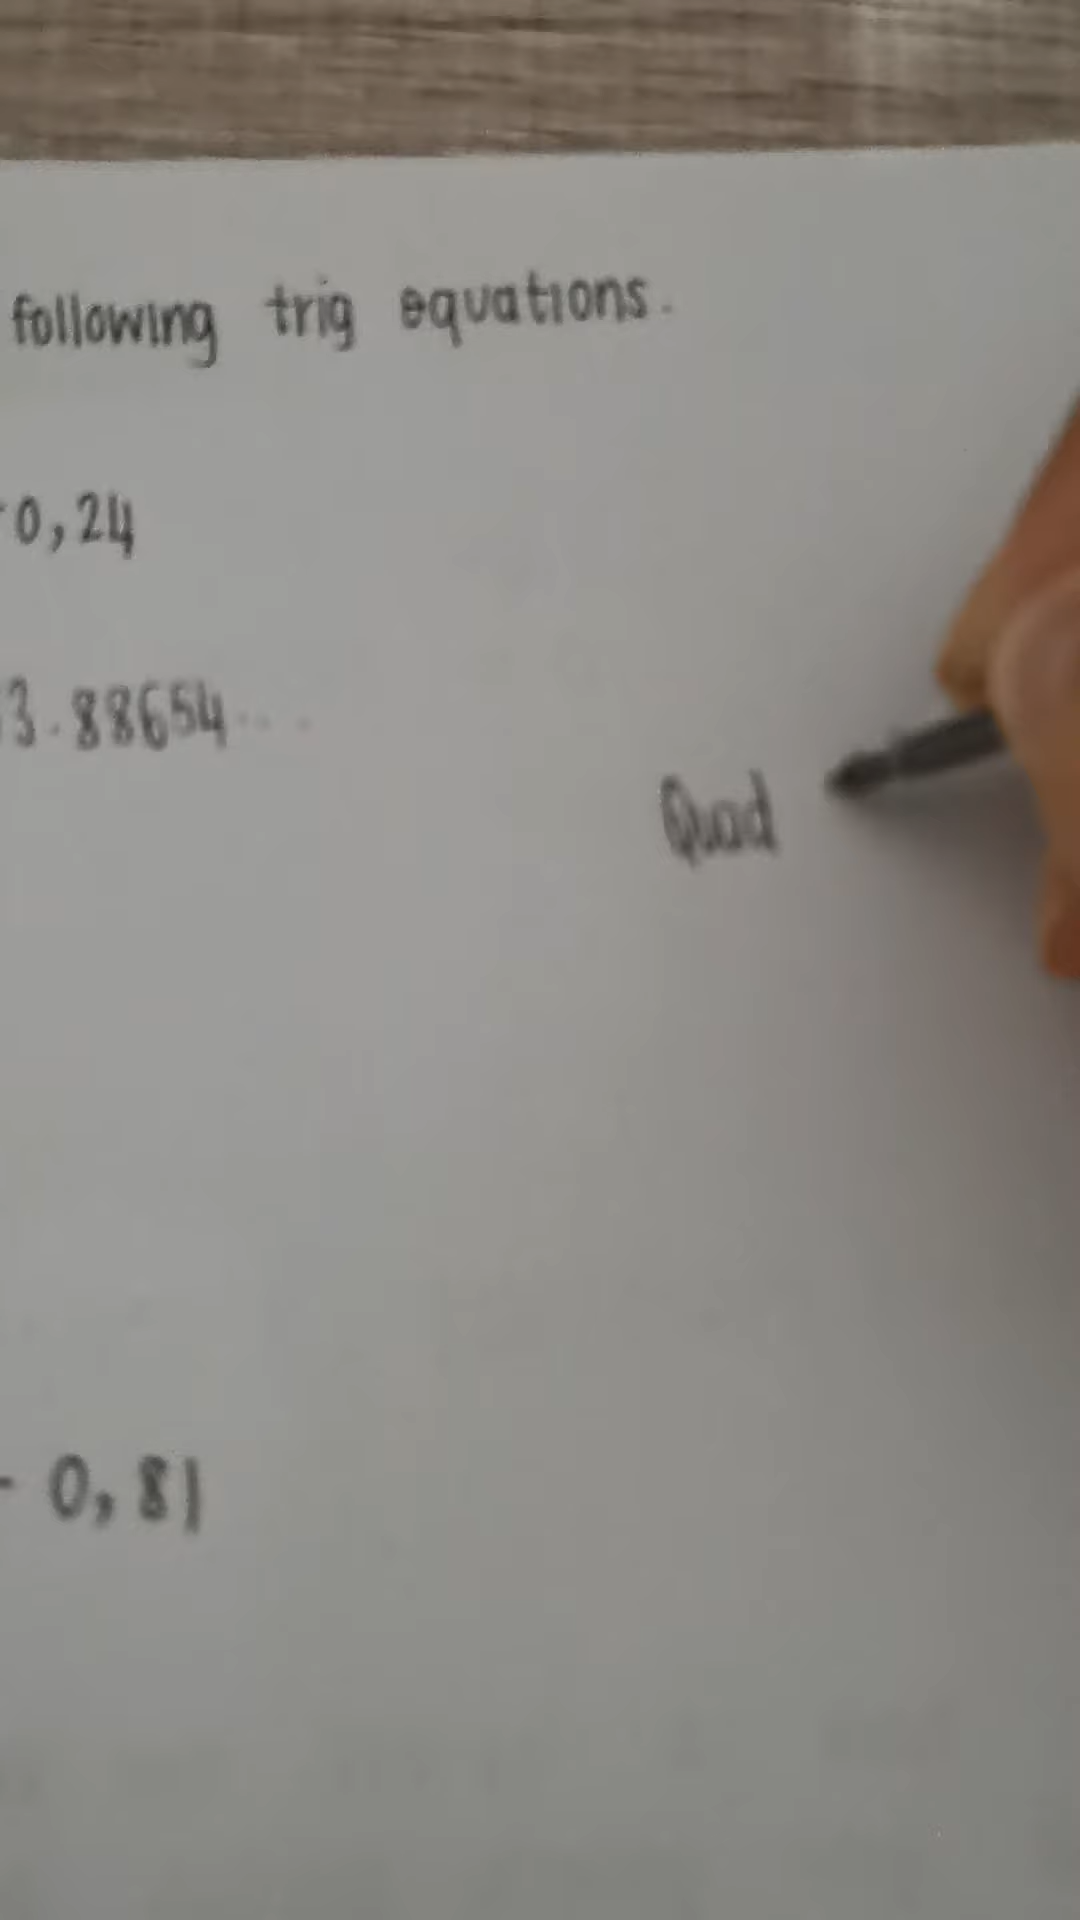 following trig equations.
0,24
3.88654...
Quad
- 0,81